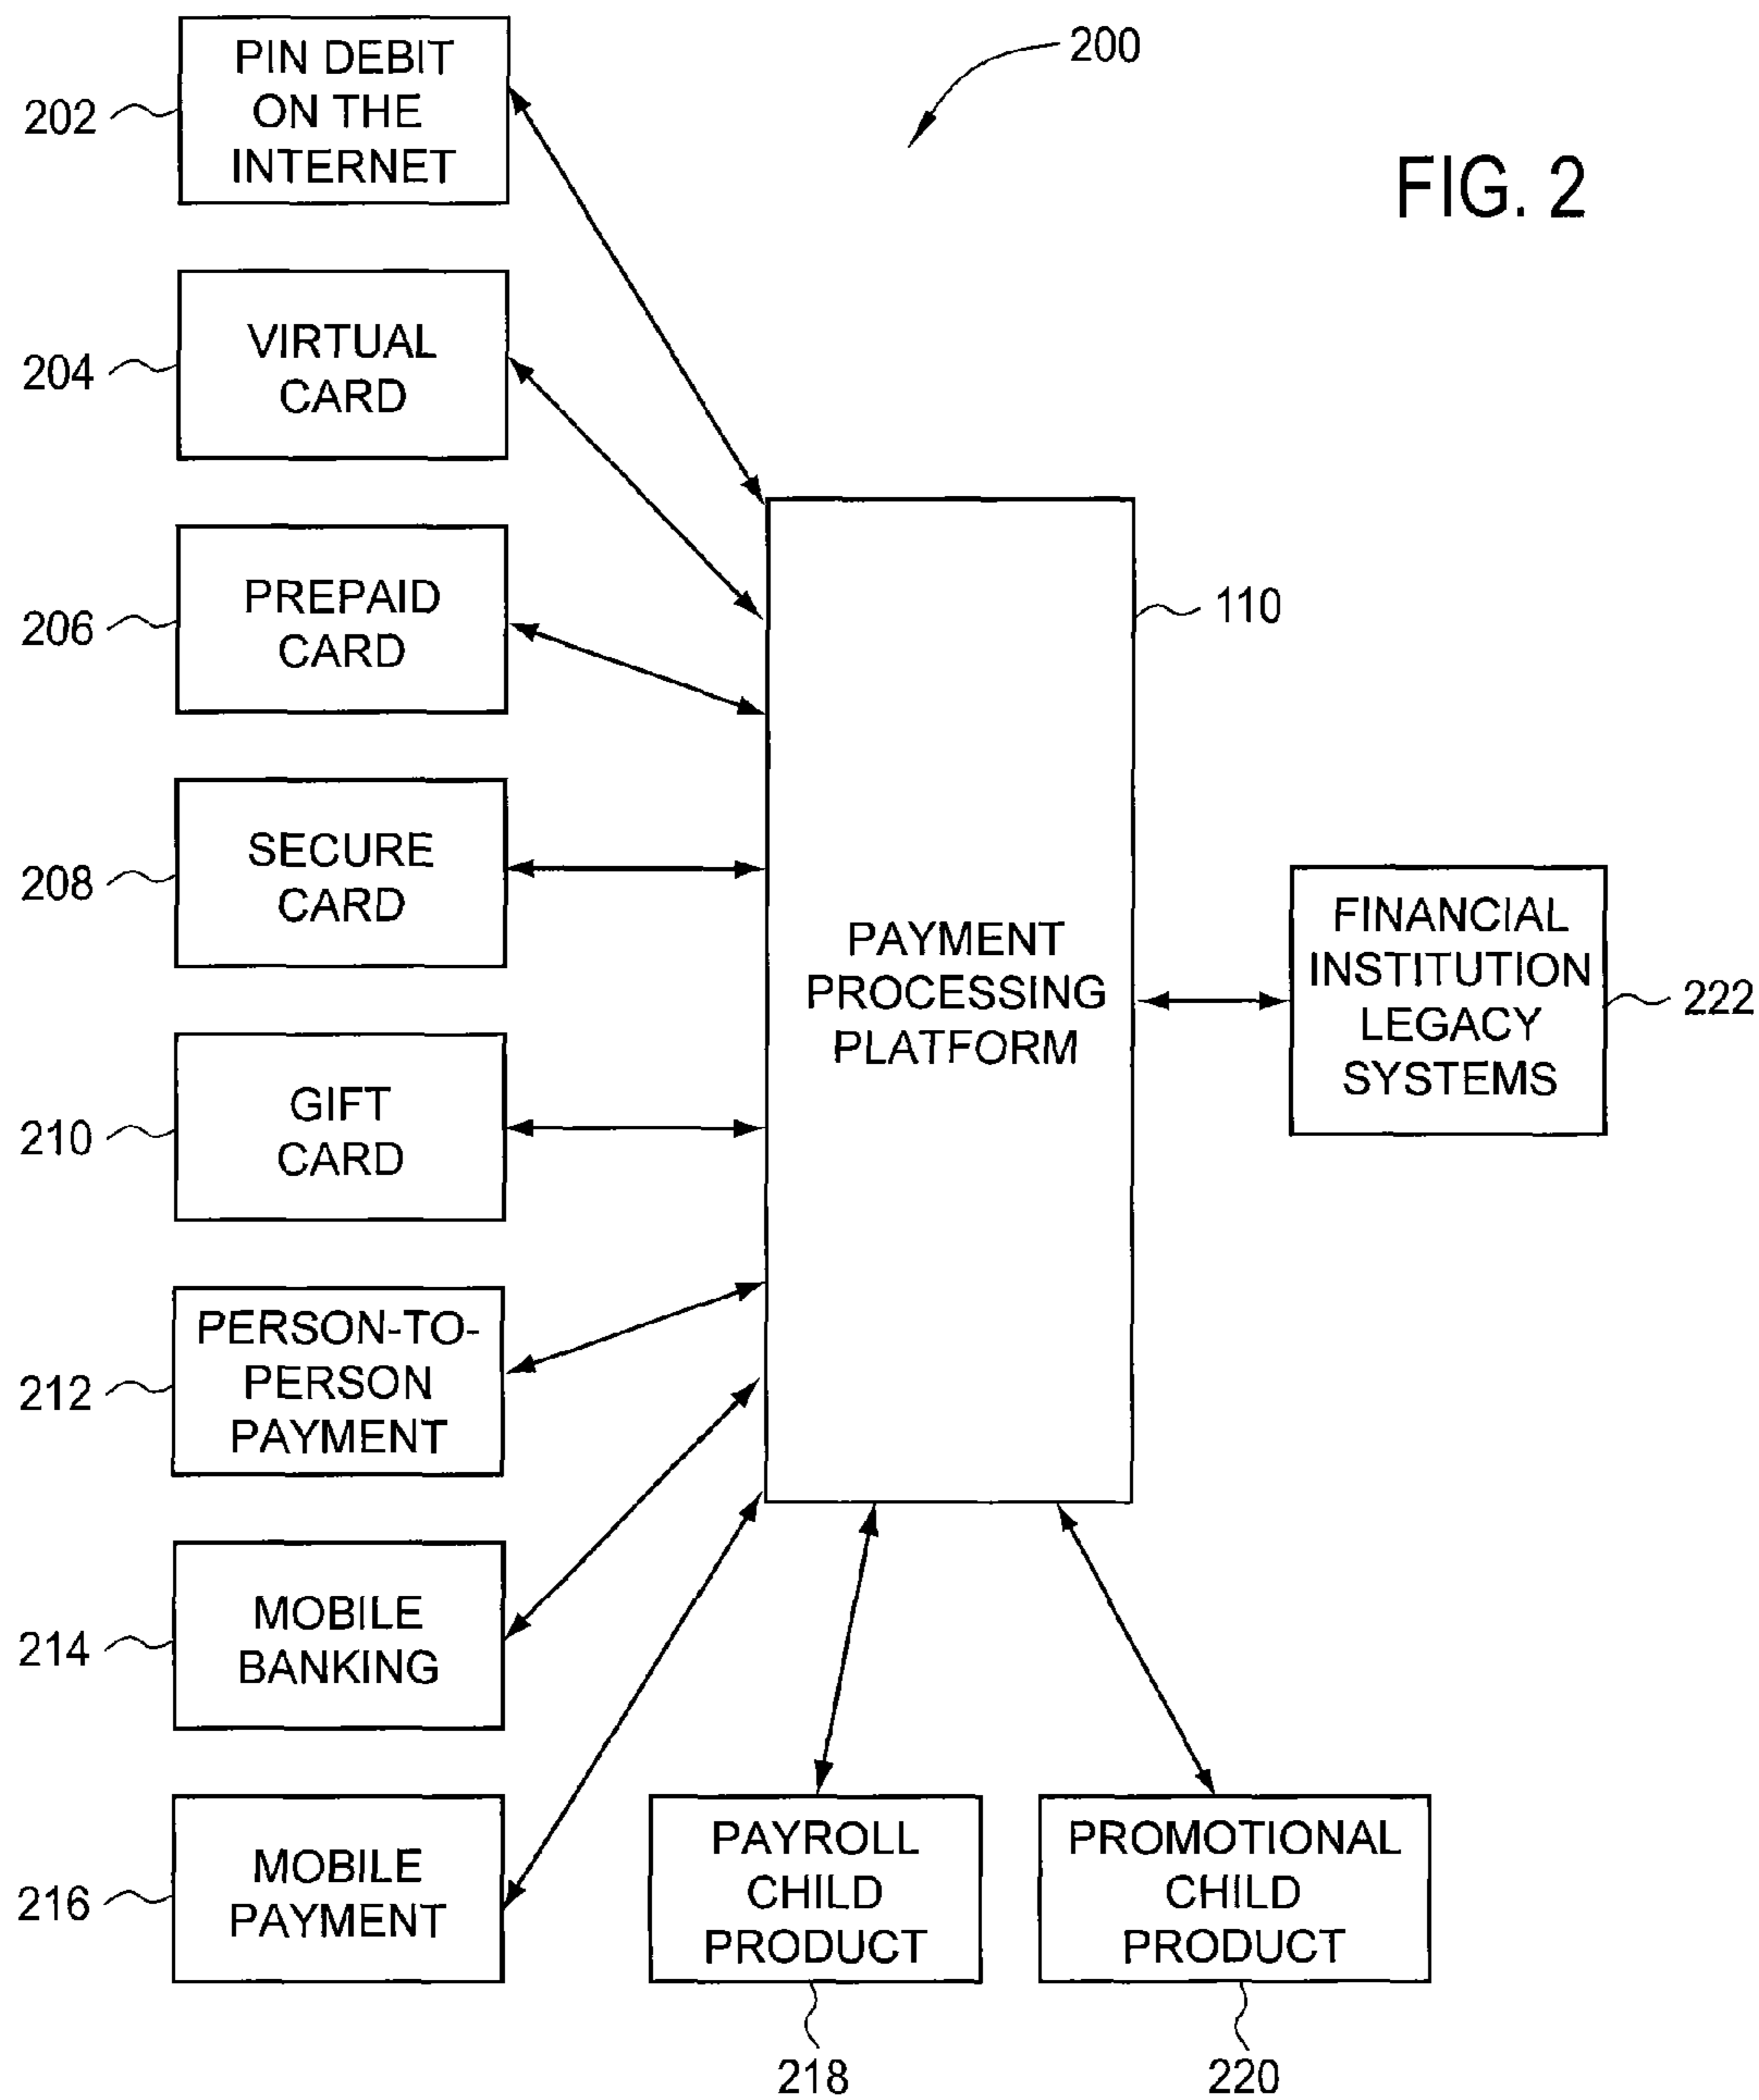 200
FIG. 2
PIN DEBIT
ON THE
INTERNET
202
VIRTUAL
CARD
204
PREPAID
CARD
206
SECURE
CARD
208
GIFT
CARD
210
PERSON-TO-
PERSON
PAYMENT
212
MOBILE
BANKING
214
MOBILE
PAYMENT
216
PAYMENT
PROCESSING
PLATFORM
110
FINANCIAL
INSTITUTION
LEGACY
SYSTEMS
222
PAYROLL
CHILD
PRODUCT
218
PROMOTIONAL
CHILD
PRODUCT
220